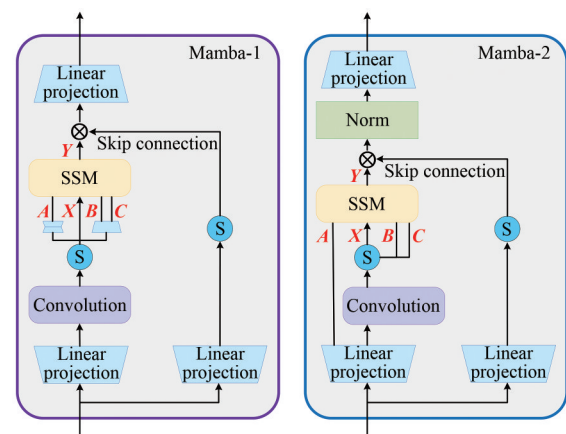 Mamba-1
Linear
projection
Skip connection
Y
SSM
A X B C
S
S
Convolution
Linear
projection
Linear
projection
Mamba-2
Linear
projection
Norm
Skip connection
Y
SSM
A X B C
S
S
Convolution
Linear
projection
Linear
projection